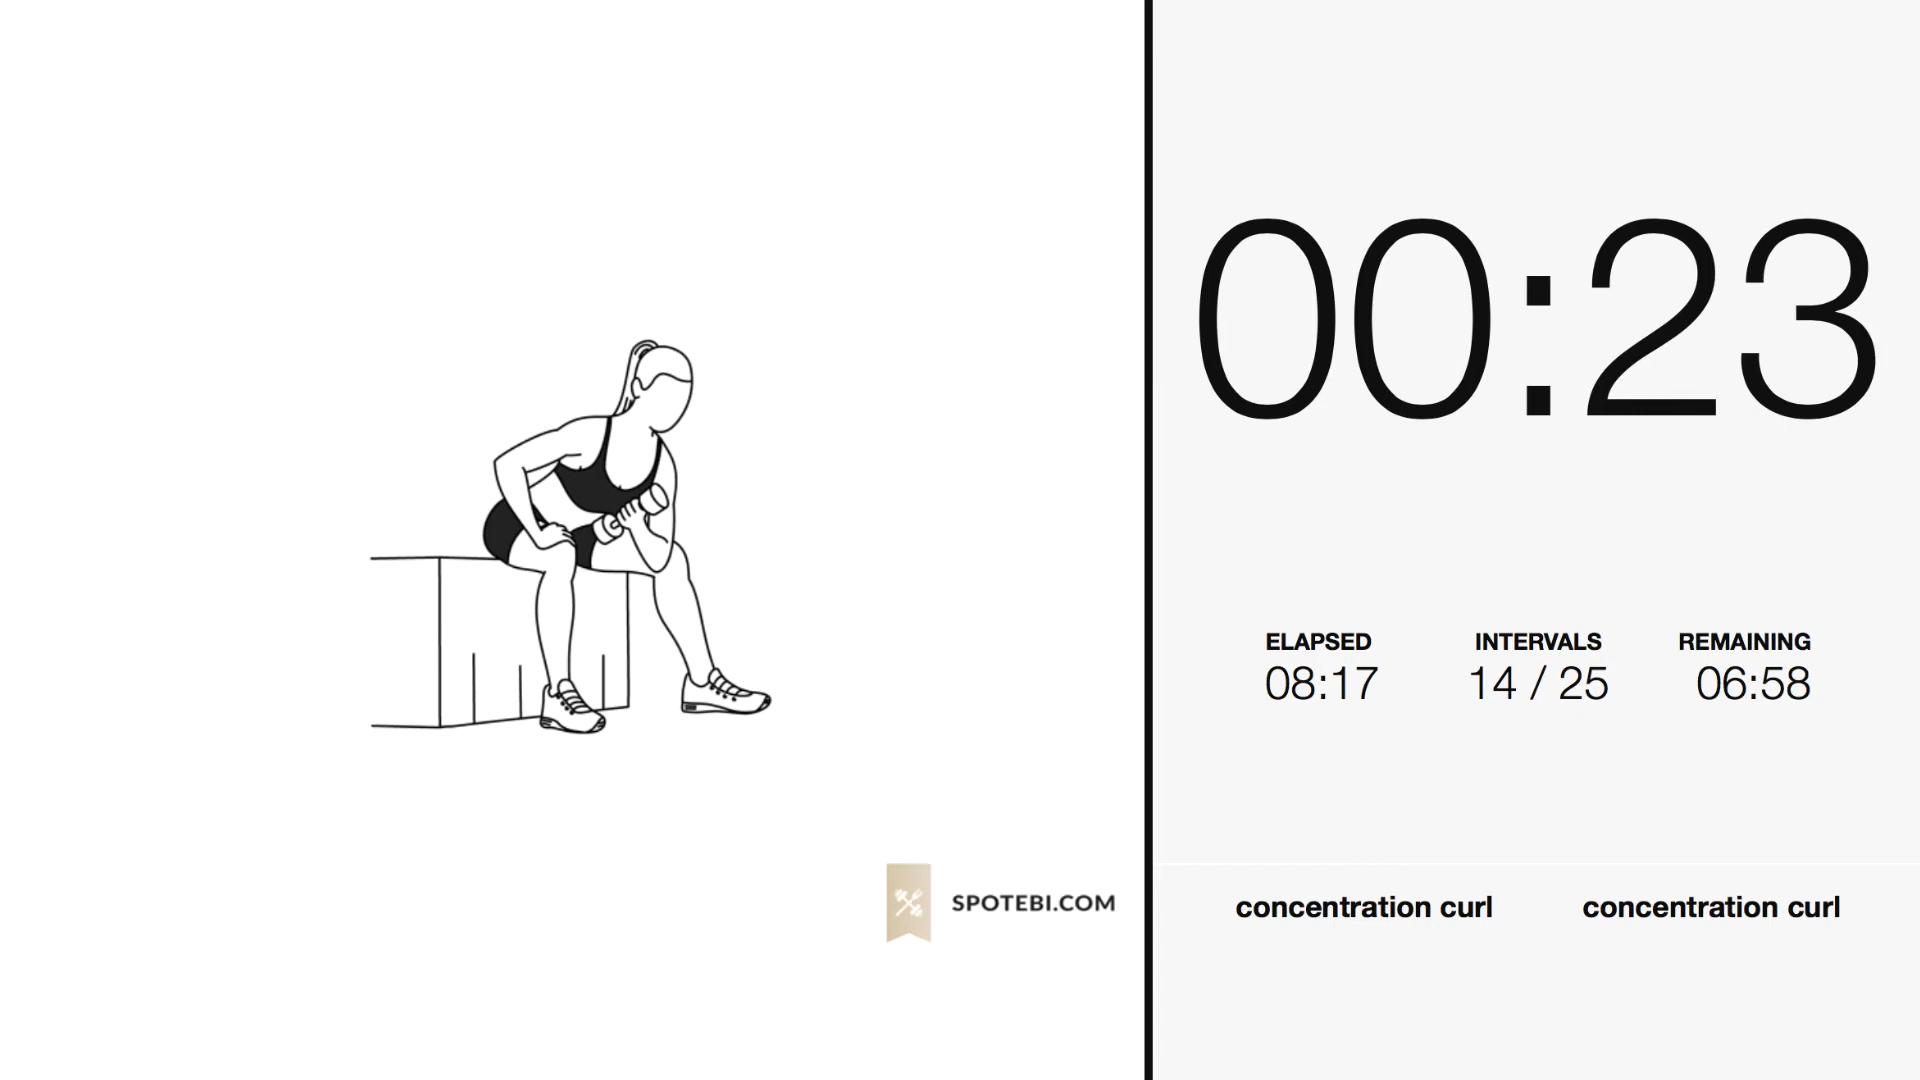 00:23
ELAPSED INTERVALS REMAINING
08:17 14 / 25 06:58
SPOTEBI.COM
concentration curl concentration curl